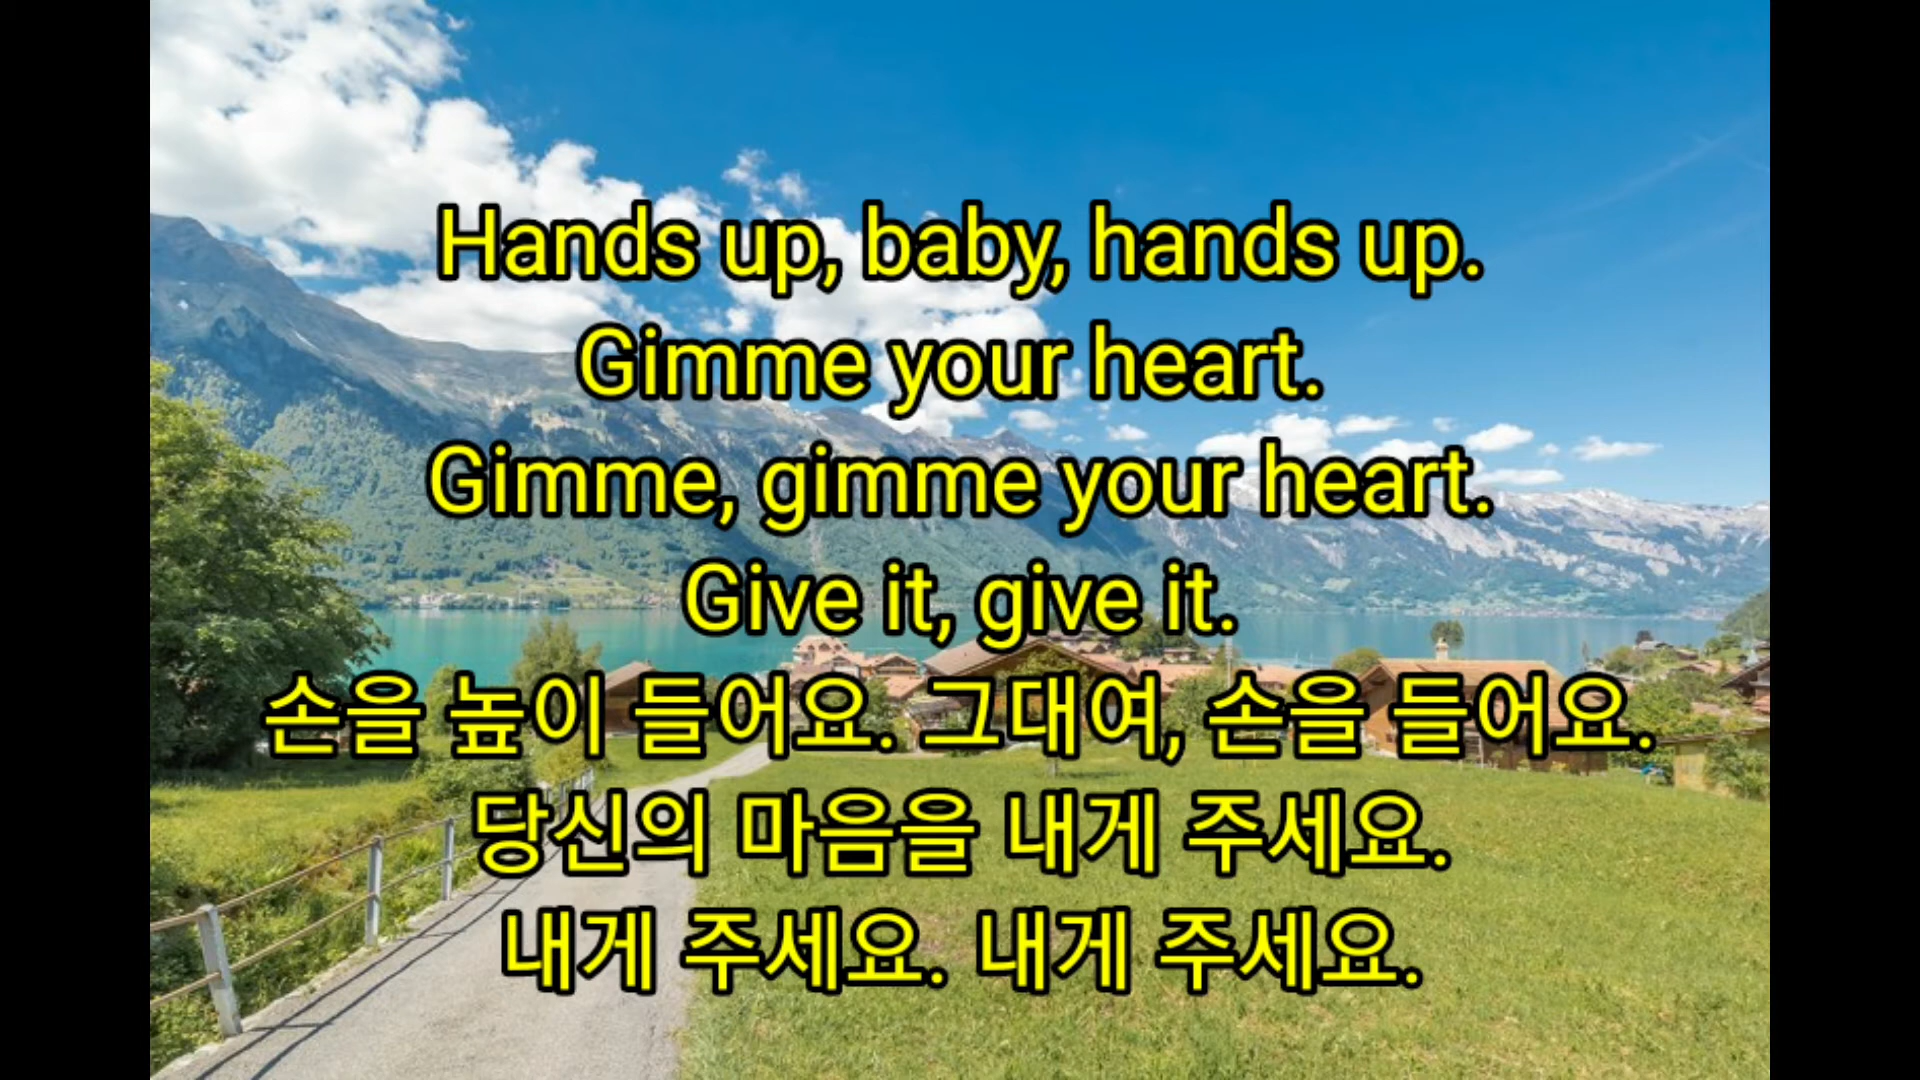 Hands up, baby, hands up.
Gimme your heart.
Gimme, gimme your heart.
Give it, give it.
손을 높이 들어요. 그대여, 손을 들어요.
당신의 마음을 내게 주세요.
내게 주세요. 내게 주세요.